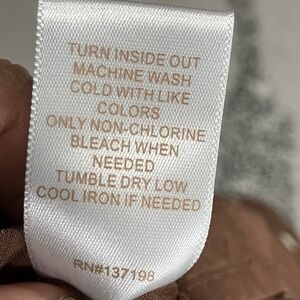 TURN INSIDE OUT
MACHINE WASH
COLD WITH LIKE
COLORS
ONLY NON-CHLORINE
BLEACH WHEN
NEEDED
TUMBLE DRY LOW
COOL IRON IF NEEDED
RN#137198